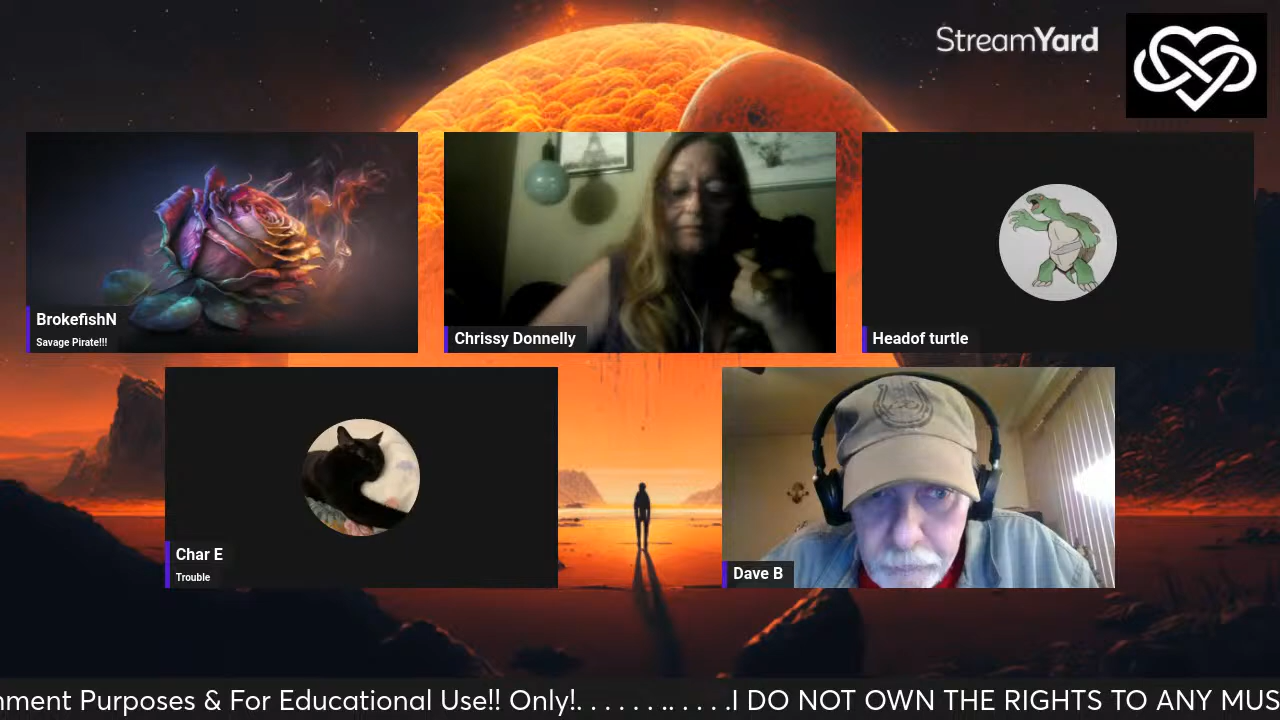 StreamYard
BrokefishN
Savage Pirate!!!
Chrissy Donnelly
Headof turtle
Char E
Trouble
Dave B
nment Purposes & For Educational Use!! Only!. . . . . . .. . . . .I DO NOT OWN THE RIGHTS TO ANY MUS